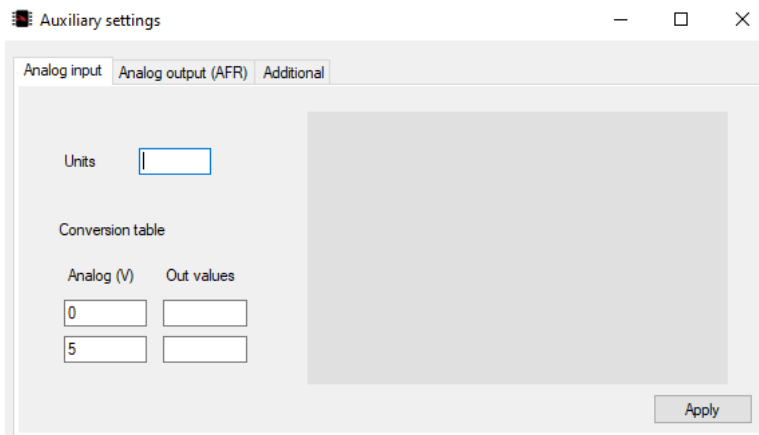 Auxiliary settings
Analog input Analog output (AFR) Additional
Units
Conversion table
Analog (V) Out values
0
5
Apply